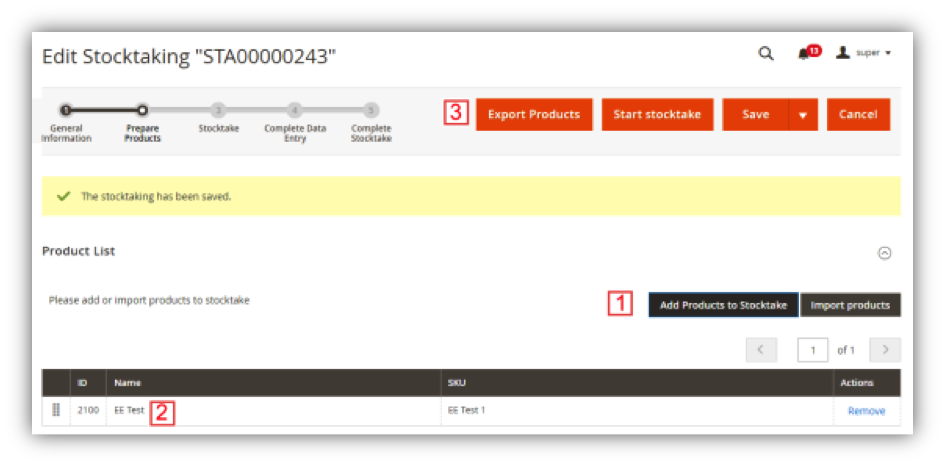 Edit Stocktaking "STA00000243"
13
super
1
3
4
5
General Information
Prepare Products
Stocktake
Complete Data Entry
Complete Stocktake
3
Export Products
Start stocktake
Save
Cancel
The stocktaking has been saved.
Product List
Please add or import products to stocktake
1
Add Products to Stocktake
Import products
1 of 1
ID Name SKU Actions
2100 EE Test 2 EE Test 1 Remove